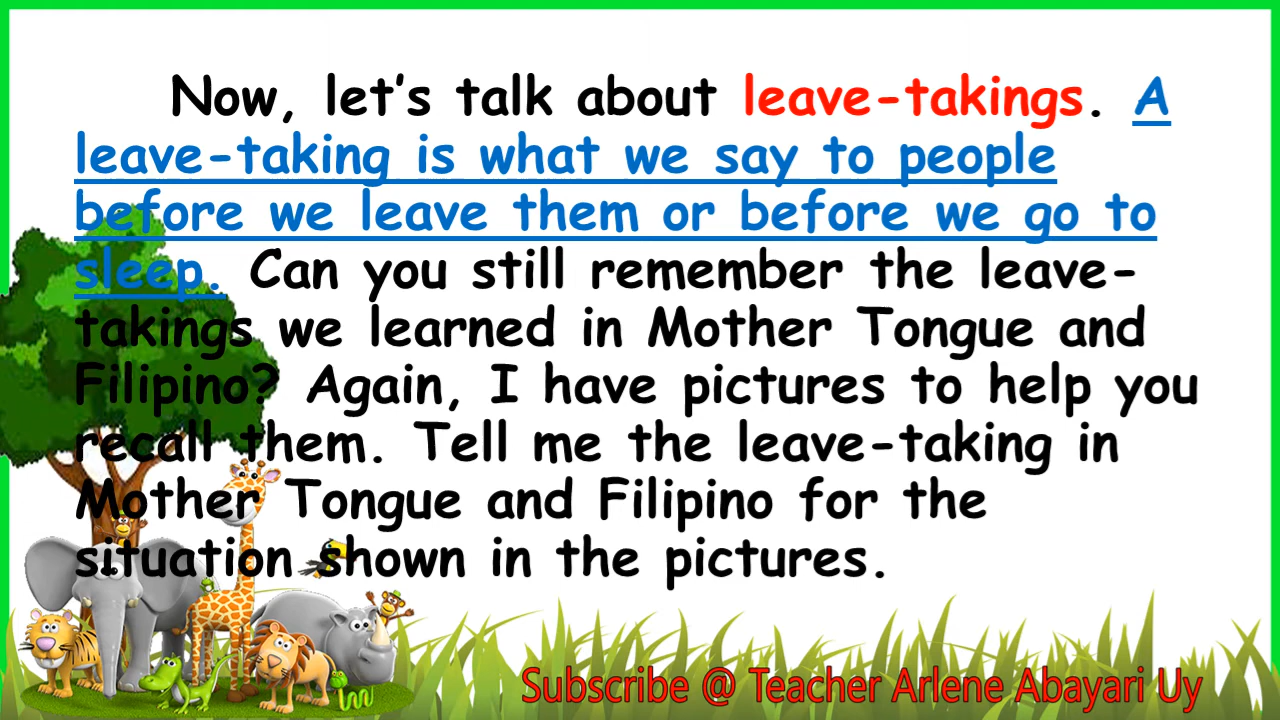 Now, let's talk about leave-takings. A
leave-taking is what we say to people
before we leave them or before we go to
sleep. Can you still remember the leave-
takings we learned in Mother Tongue and
Filipino? Again, I have pictures to help you
recall them. Tell me the leave-taking in
Mother Tongue and Filipino for the
situation shown in the pictures.
Subscribe @ Teacher Arlene Abayari Uy